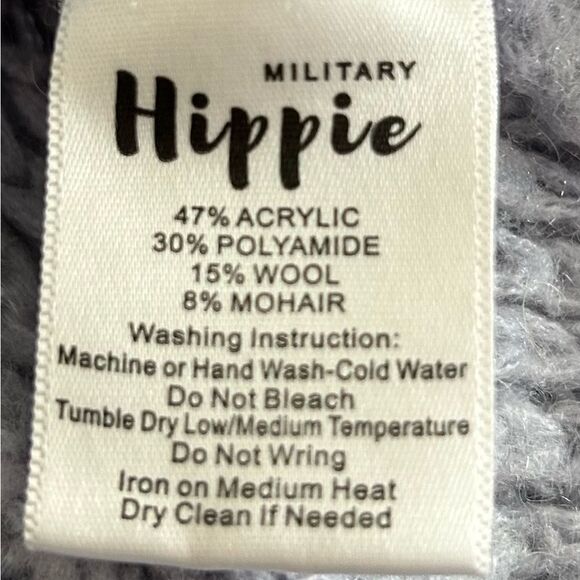 MILITARY
Hippie
47% ACRYLIC
30% POLYAMIDE
15% WOOL
8% MOHAIR
Washing Instruction:
Machine or Hand Wash-Cold Water
Do Not Bleach
Tumble Dry Low/Medium Temperature
Do Not Wring
Iron on Medium Heat
Dry Clean If Needed